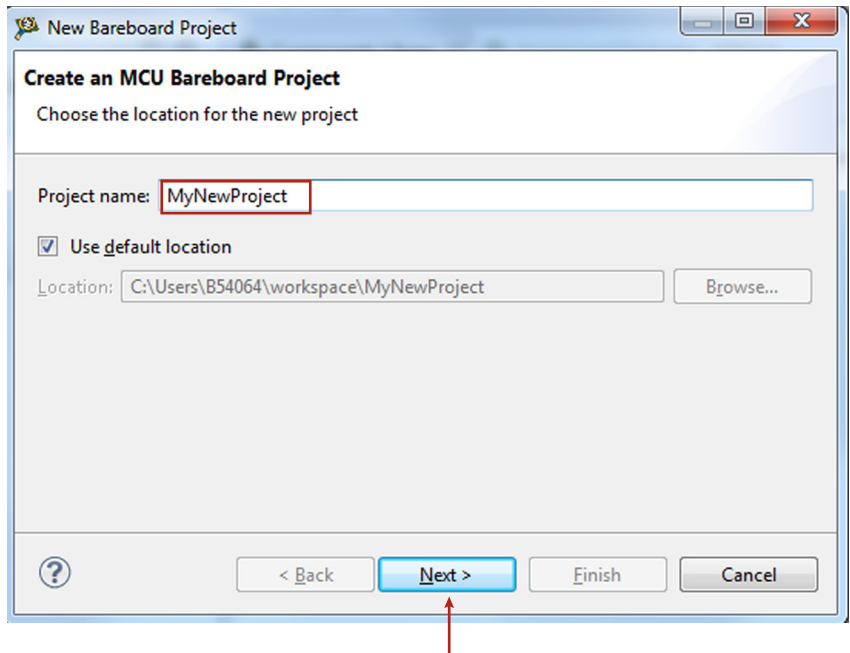 New Bareboard Project
Create an MCU Bareboard Project
Choose the location for the new project
Project name: MyNewProject
Use default location
Location: C:\Users\B54064\workspace\MyNewProject Browse...
? < Back Next > Finish Cancel